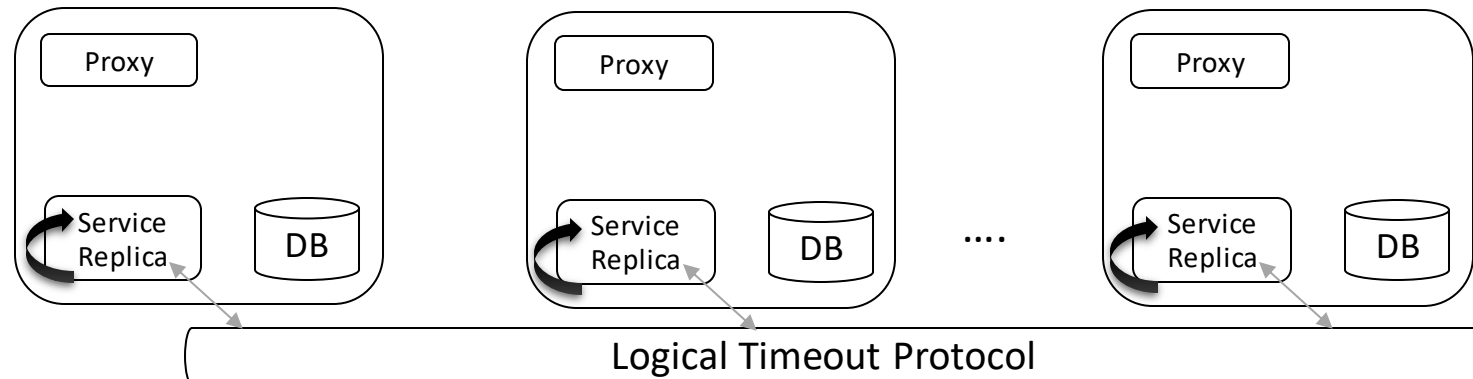 Proxy
Proxy
Proxy
Service
Replica
DB
Service
Replica
DB
....
Service
Replica
DB
Logical Timeout Protocol